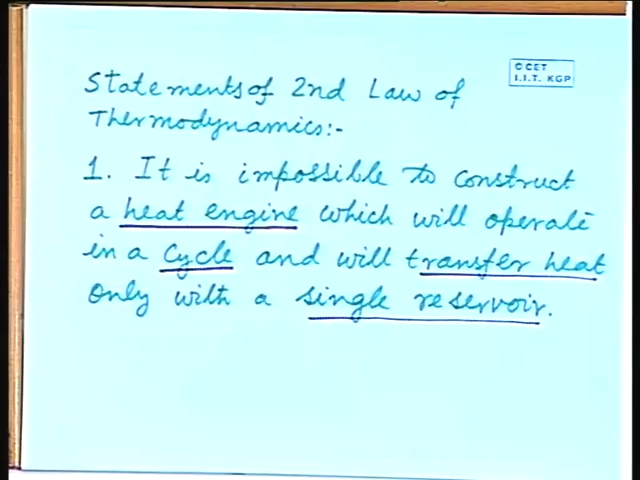 © CET
I.I.T. KGP
Statements of 2nd Law of
Thermodynamics:-
1. It is impossible to construct
a heat engine which will operate
in a cycle and will transfer heat
only with a single reservoir.